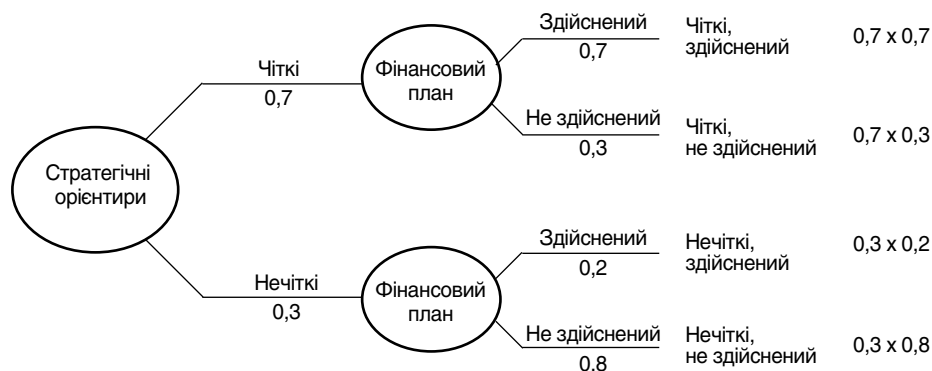 Стратегічні
орієнтири
Чіткі
0,7
Фінансовий
план
Здійснений
0,7
Чіткі,
здійснений
0,7 x 0,7
Не здійснений
0,3
Чіткі,
не здійснений
0,7 x 0,3
Нечіткі
0,3
Фінансовий
план
Здійснений
0,2
Нечіткі,
здійснений
0,3 x 0,2
Не здійснений
0,8
Нечіткі,
не здійснений
0,3 x 0,8